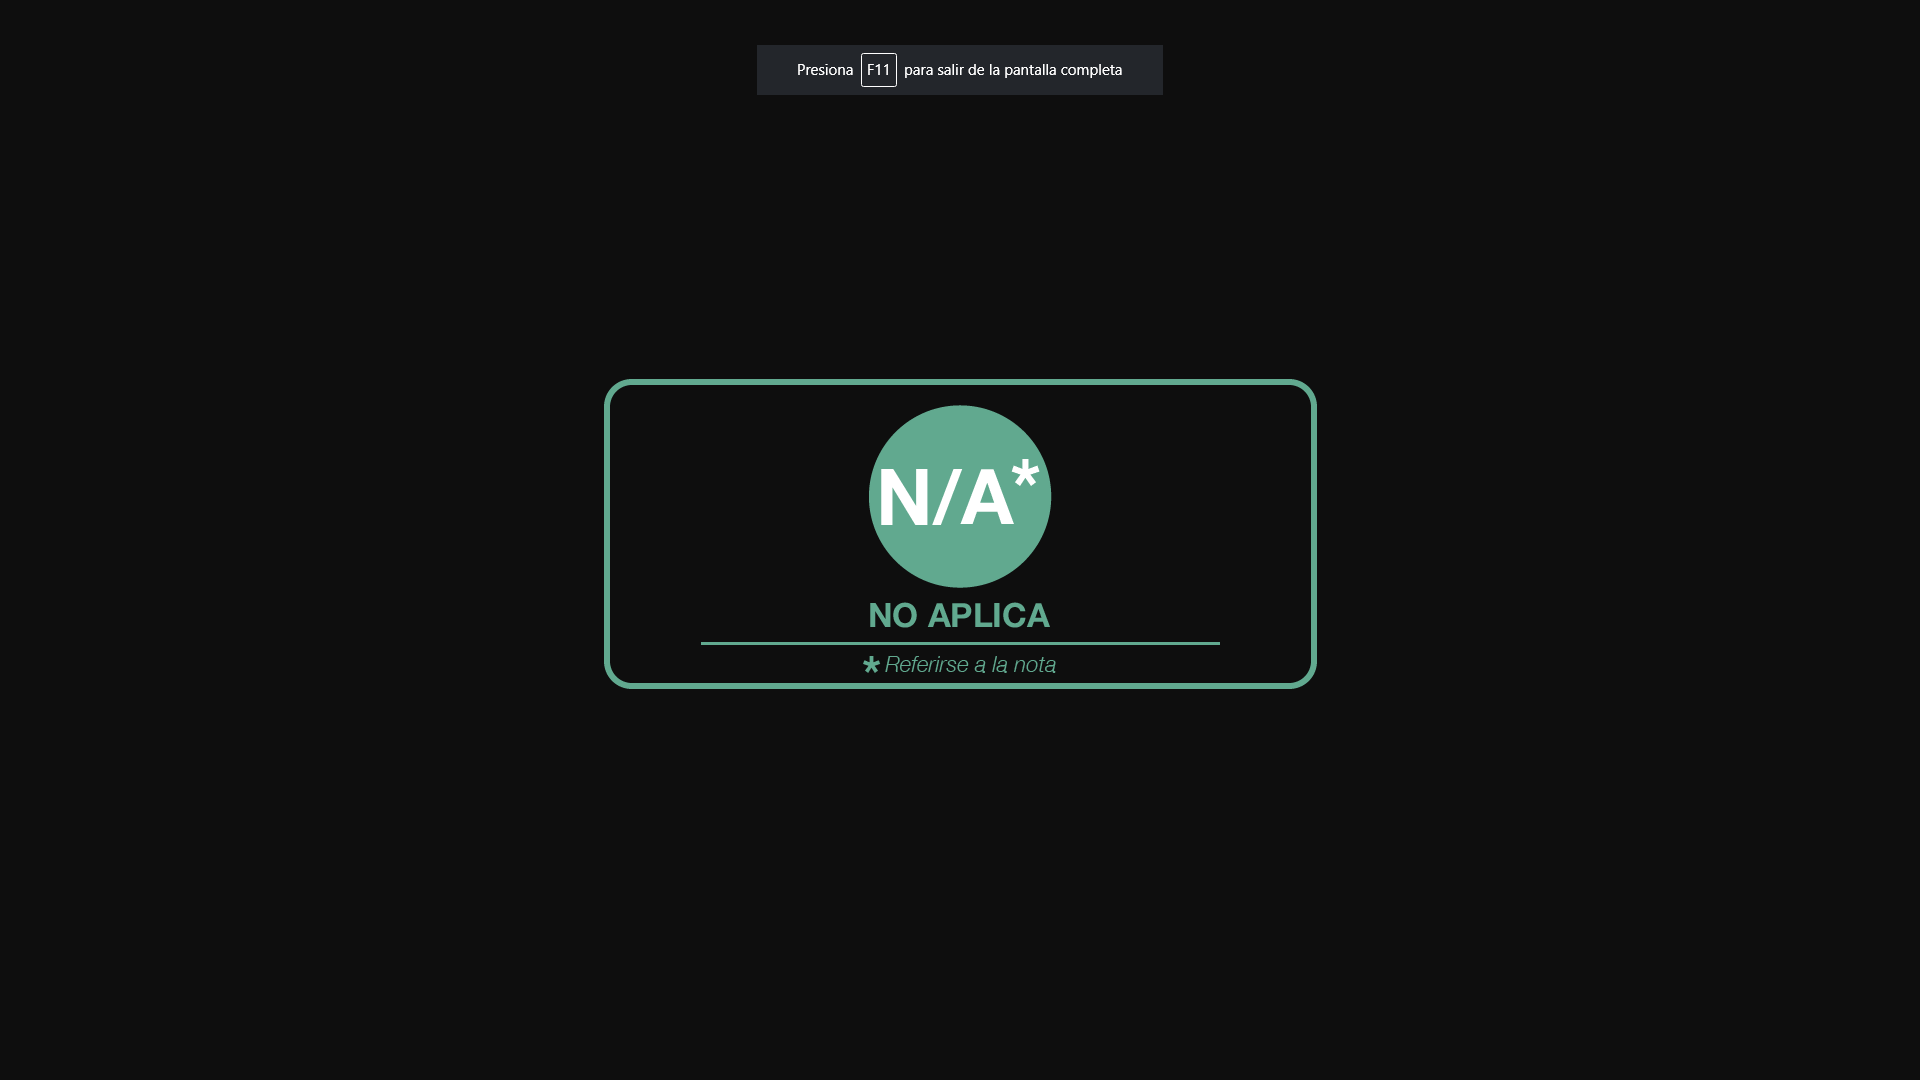 Presiona F11 para salir de la pantalla completa
N/A*
NO APLICA
* Referirse a la nota